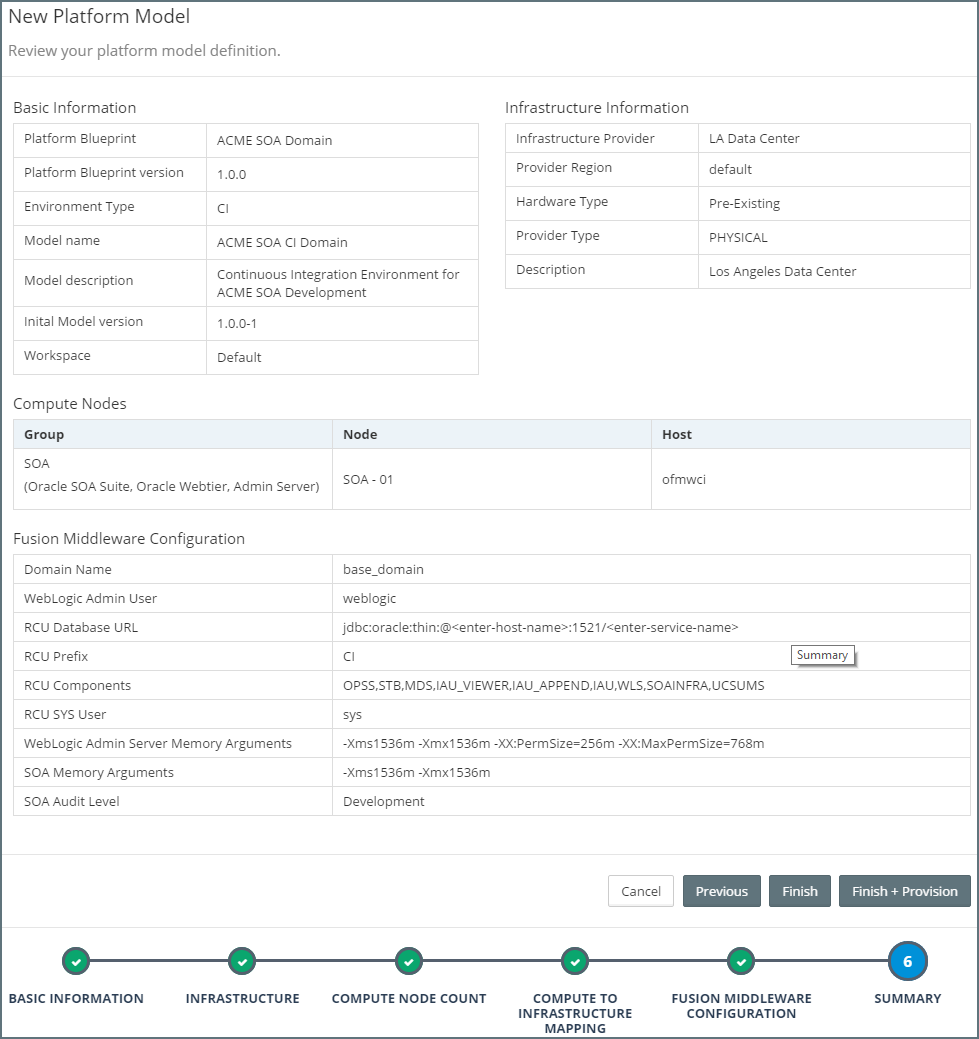 New Platform Model
Review your platform model definition.
Basic Information
Platform Blueprint
ACME SOA Domain
Platform Blueprint version
1.0.0
Environment Type
CI
Model name
ACME SOA CI Domain
Model description
Continuous Integration Environment for
ACME SOA Development
Inital Model version
1.0.0-1
Workspace
Default
Infrastructure Information
Infrastructure Provider
LA Data Center
Provider Region
default
Hardware Type
Pre-Existing
Provider Type
PHYSICAL
Description
Los Angeles Data Center
Compute Nodes
Group
Node
Host
SOA
(Oracle SOA Suite, Oracle Webtier, Admin Server)
SOA - 01
ofmwci
Fusion Middleware Configuration
Domain Name
base_domain
WebLogic Admin User
weblogic
RCU Database URL
jdbc:oracle:thin:@<enter-host-name>:1521/<enter-service-name>
RCU Prefix
CI
Summary
RCU Components
OPSS,STB,MDS,IAU_VIEWER,IAU_APPEND,IAU,WLS,SOAINFRA,UCSUMS
RCU SYS User
sys
WebLogic Admin Server Memory Arguments
-Xms1536m -Xmx1536m -XX:PermSize=256m -XX:MaxPermSize=768m
SOA Memory Arguments
-Xms1536m -Xmx1536m
SOA Audit Level
Development
Cancel
Previous
Finish
Finish + Provision
6
BASIC INFORMATION
INFRASTRUCTURE
COMPUTE NODE COUNT
COMPUTE TO
INFRASTRUCTURE
MAPPING
FUSION MIDDLEWARE
CONFIGURATION
SUMMARY